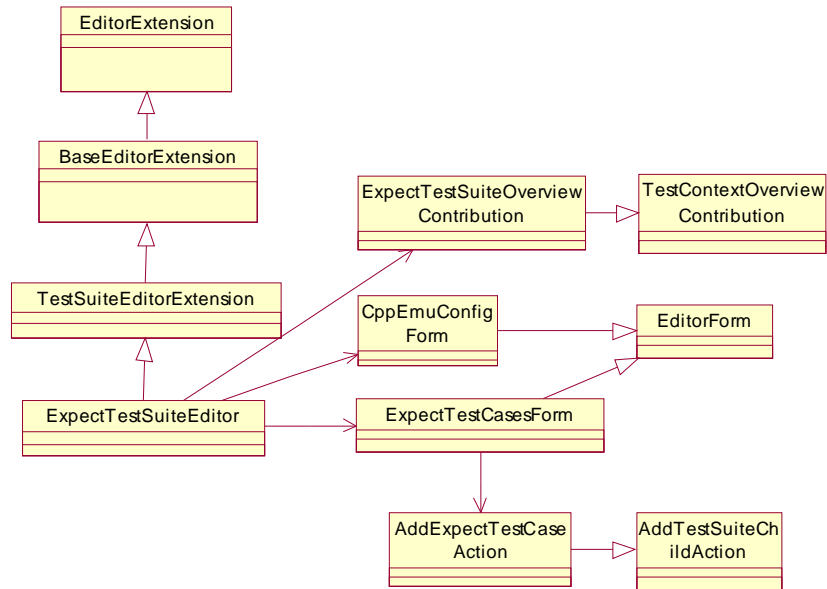 EditorExtension
BaseEditorExtension
ExpectTestSuiteOverview
Contribution
TestContextOverview
Contribution
TestSuiteEditorExtension
CppEmuConfig
Form
EditorForm
ExpectTestSuiteEditor
ExpectTestCasesForm
AddExpectTestCase
Action
AddTestSuiteCh
ildAction